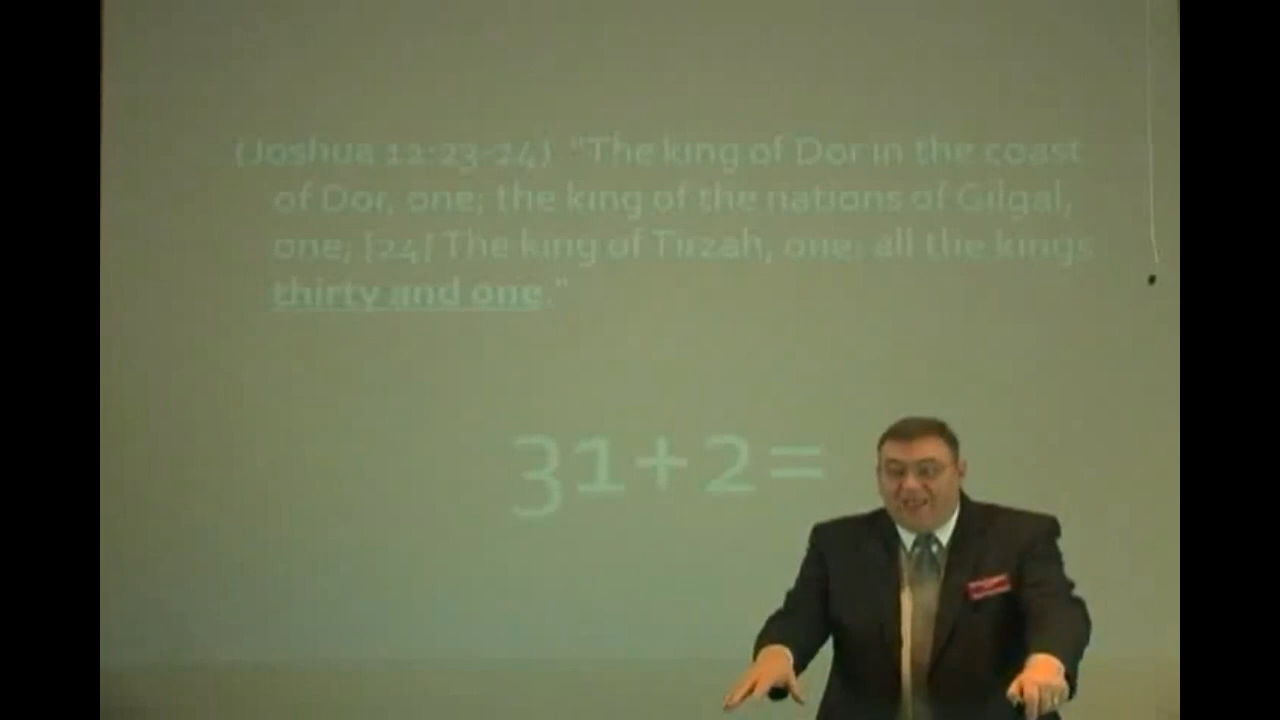 (Joshua 12:23-24) "The king of Dor in the coast
of Dor, one; the king of the nations of Gilgal,
one; [24] The king of Tirzah, one: all the kings
thirty and one."
31+2=